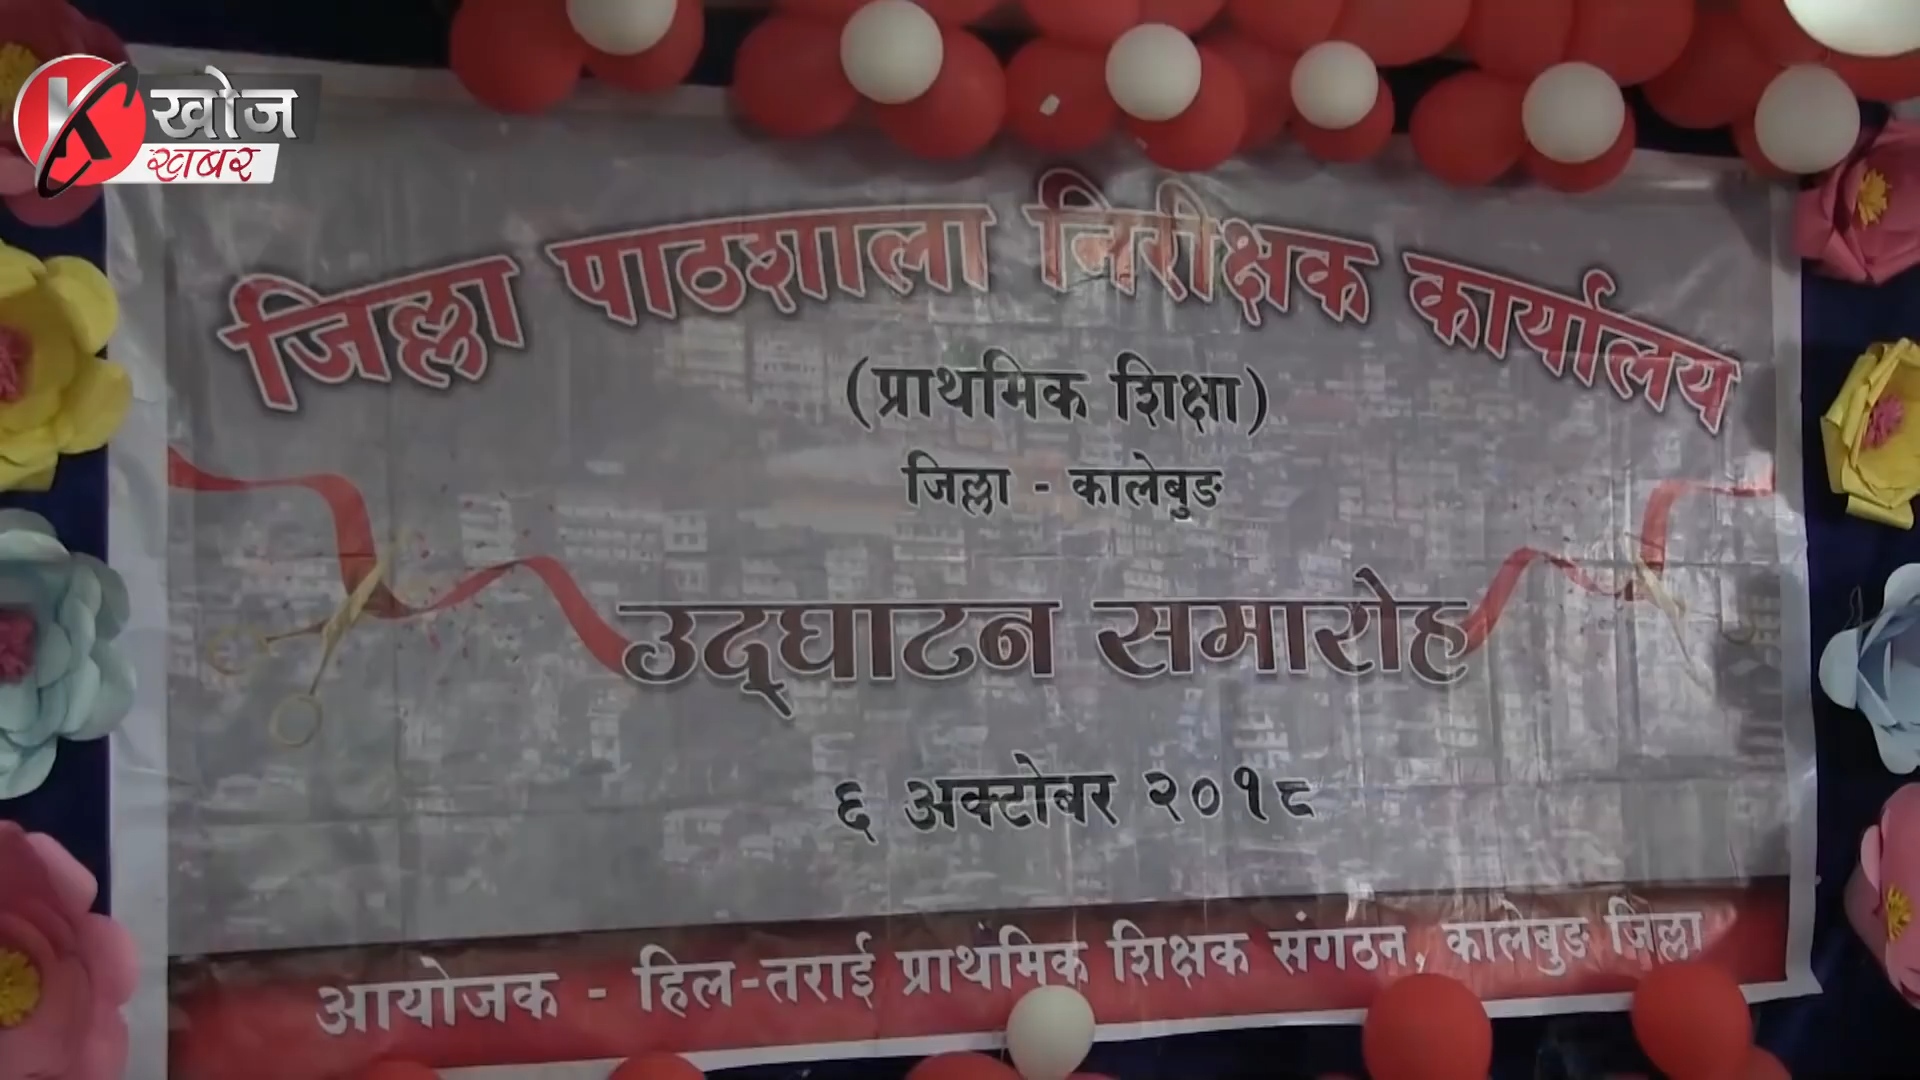 खोज
खबर
जिल्ला पाठशाला निरीक्षक कार्यालय
(प्राथमिक शिक्षा)
जिल्ला - कालेबुङ
उद्‌घाटन समारोह
६ अक्टोबर २०१८
आयोजक - हिल-तराई प्राथमिक शिक्षक संगठन, कालेबुङ जिल्ला